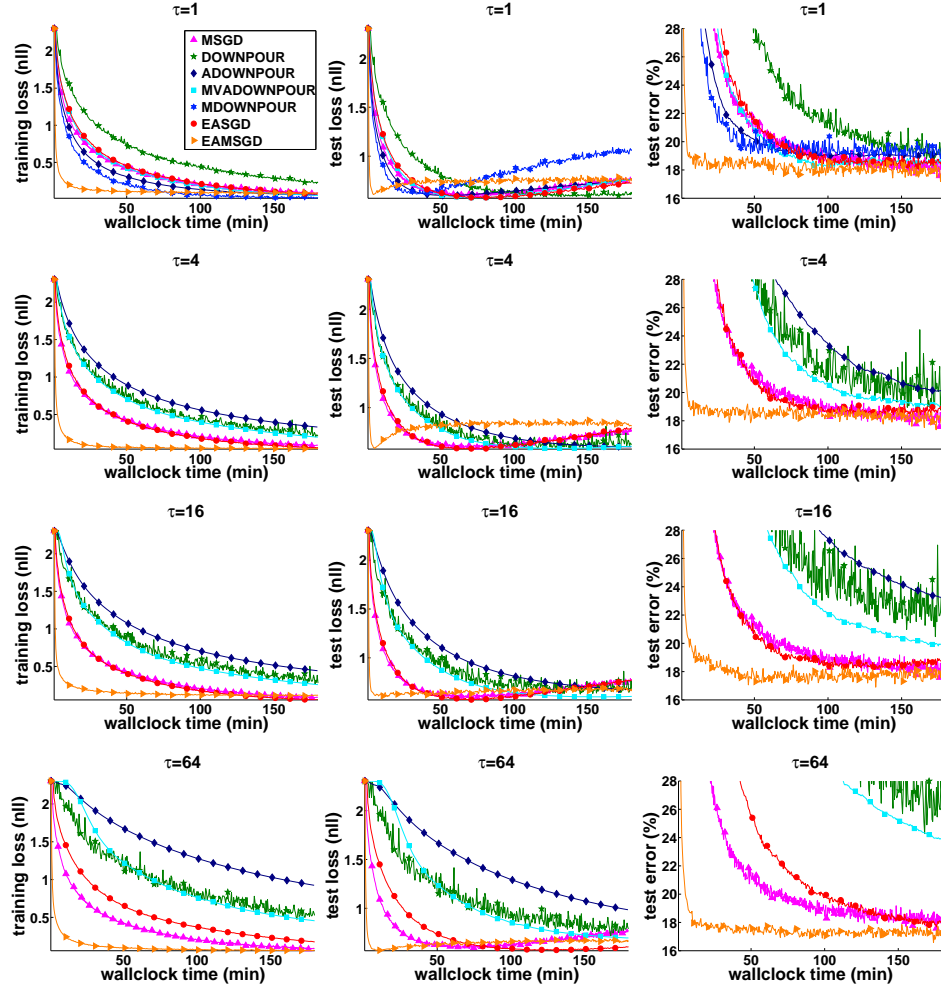 τ=1
training loss (nll)
2
1.5
1
0.5
50
100
150
wallclock time (min)
MSGD
DOWNPOUR
ADOWNPOUR
MVADOWNPOUR
MDOWNPOUR
EASGD
EAMSGD
τ=1
test loss (nll)
2
1.5
1
50
100
150
wallclock time (min)
τ=1
test error (%)
28
26
24
22
20
18
16
50
100
150
wallclock time (min)
τ=4
training loss (nll)
2
1.5
1
0.5
50
100
150
wallclock time (min)
τ=4
test loss (nll)
2
1.5
1
50
100
150
wallclock time (min)
τ=4
test error (%)
28
26
24
22
20
18
16
50
100
150
wallclock time (min)
τ=16
training loss (nll)
2
1.5
1
0.5
50
100
150
wallclock time (min)
τ=16
test loss (nll)
2
1.5
1
50
100
150
wallclock time (min)
τ=16
test error (%)
28
26
24
22
20
18
16
50
100
150
wallclock time (min)
τ=64
training loss (nll)
2
1.5
1
0.5
50
100
150
wallclock time (min)
τ=64
test loss (nll)
2
1.5
1
50
100
150
wallclock time (min)
τ=64
test error (%)
28
26
24
22
20
18
16
50
100
150
wallclock time (min)